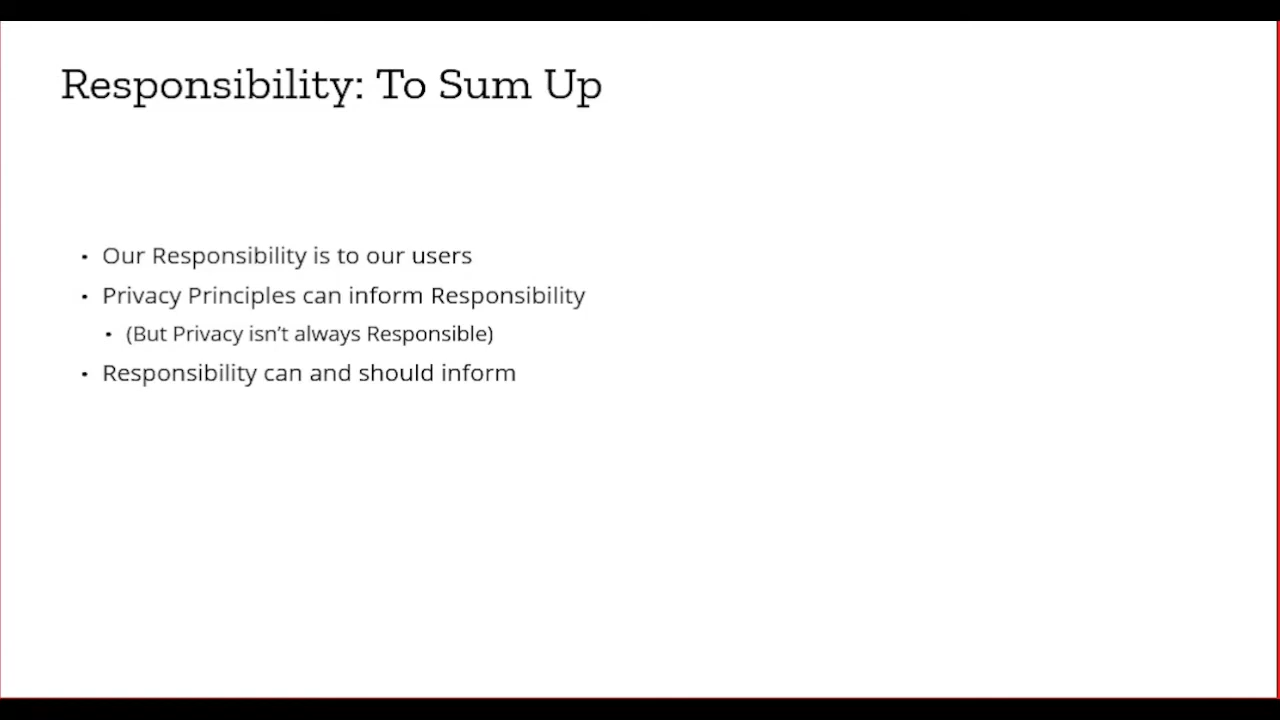 Responsibility: To Sum Up
• Our Responsibility is to our users
• Privacy Principles can inform Responsibility
• (But Privacy isn’t always Responsible)
• Responsibility can and should inform